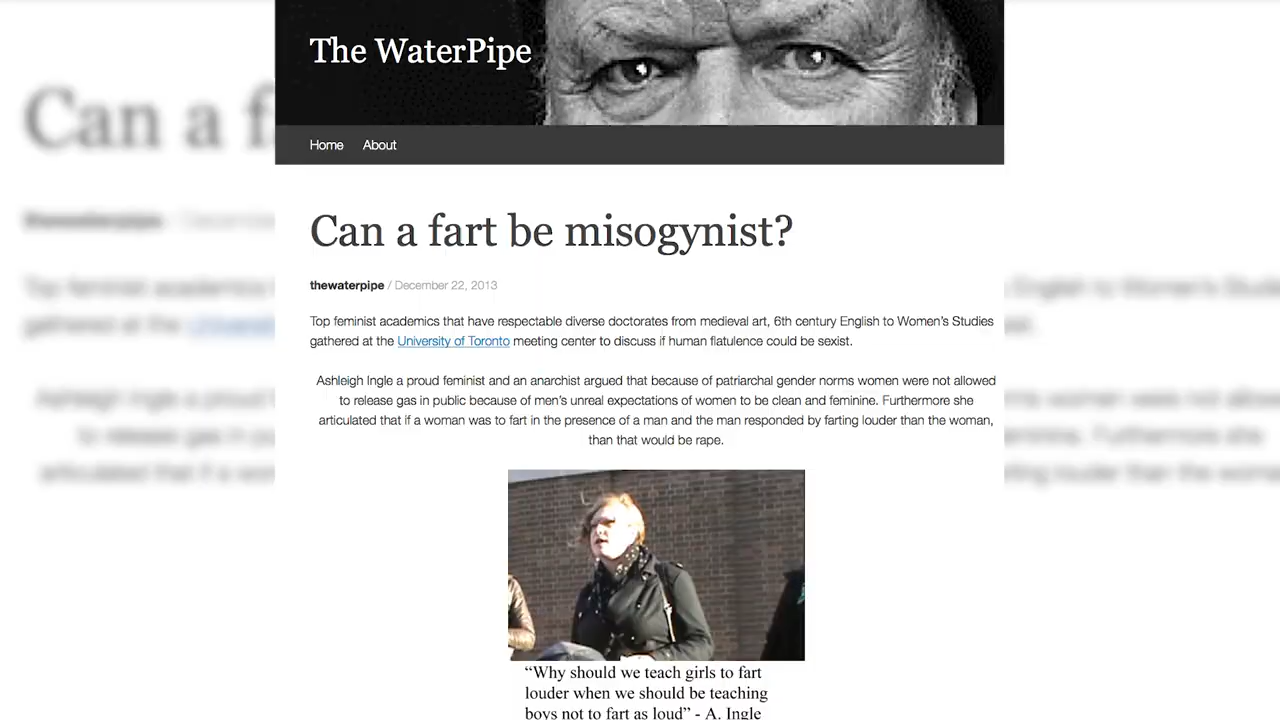 The WaterPipe
Home About
Can a fart be misogynist?
thewaterpipe / December 22, 2013
Top feminist academics that have respectable diverse doctorates from medieval art, 6th century English to Women's Studies
gathered at the University of Toronto meeting center to discuss if human flatulence could be sexist.
Ashleigh Ingle a proud feminist and an anarchist argued that because of patriarchal gender norms women were not allowed
to release gas in public because of men's unreal expectations of women to be clean and feminine. Furthermore she
articulated that if a woman was to fart in the presence of a man and the man responded by farting louder than the woman,
than that would be rape.
“Why should we teach girls to fart
louder when we should be teaching
boys not to fart as loud” - A. Ingle